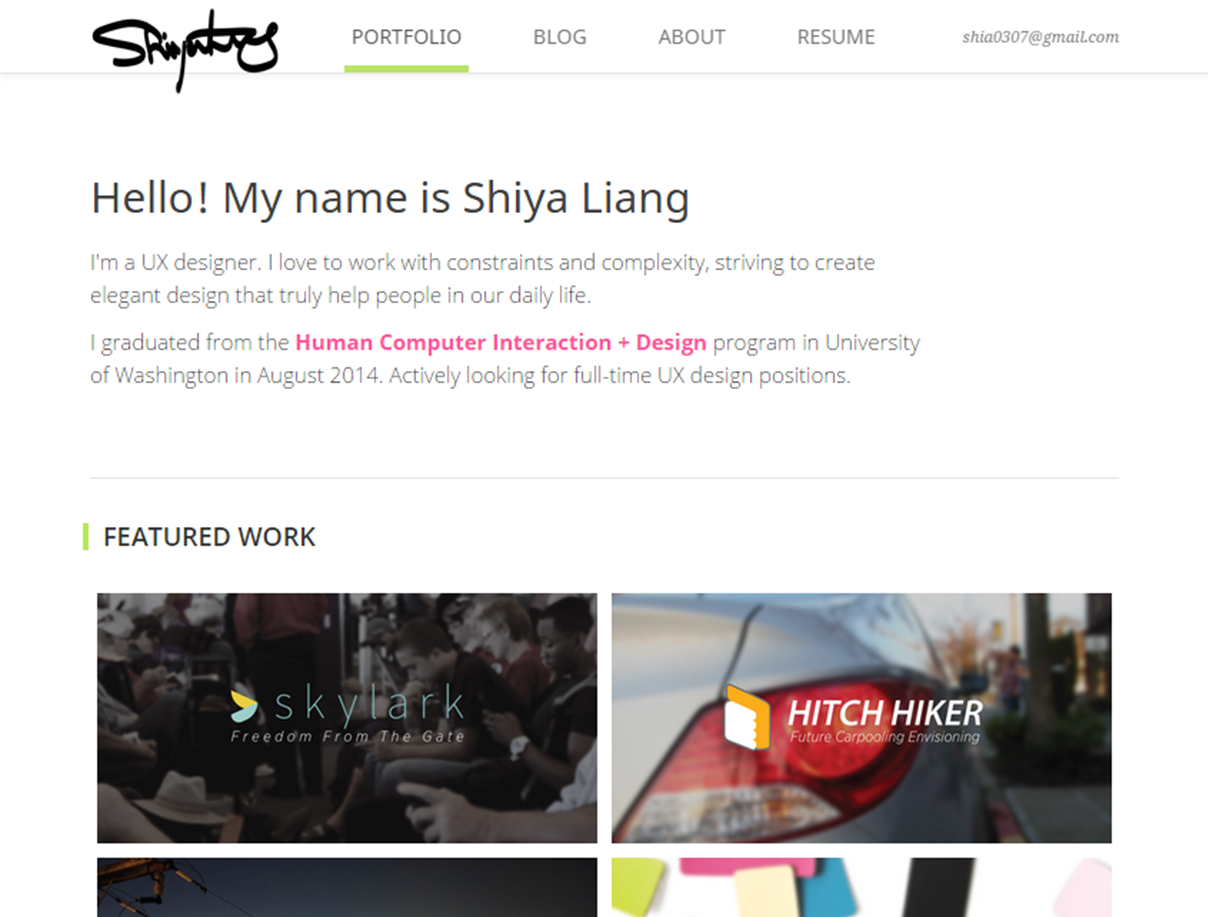 PORTFOLIO BLOG ABOUT RESUME shia0307@gmail.com
Hello! My name is Shiya Liang
I'm a UX designer. I love to work with constraints and complexity, striving to create
elegant design that truly help people in our daily life.
I graduated from the Human Computer Interaction + Design program in University
of Washington in August 2014. Actively looking for full-time UX design positions.
FEATURED WORK
skylark
Freedom From The Gate
HITCH HIKER
Future Carpooling Envisioning